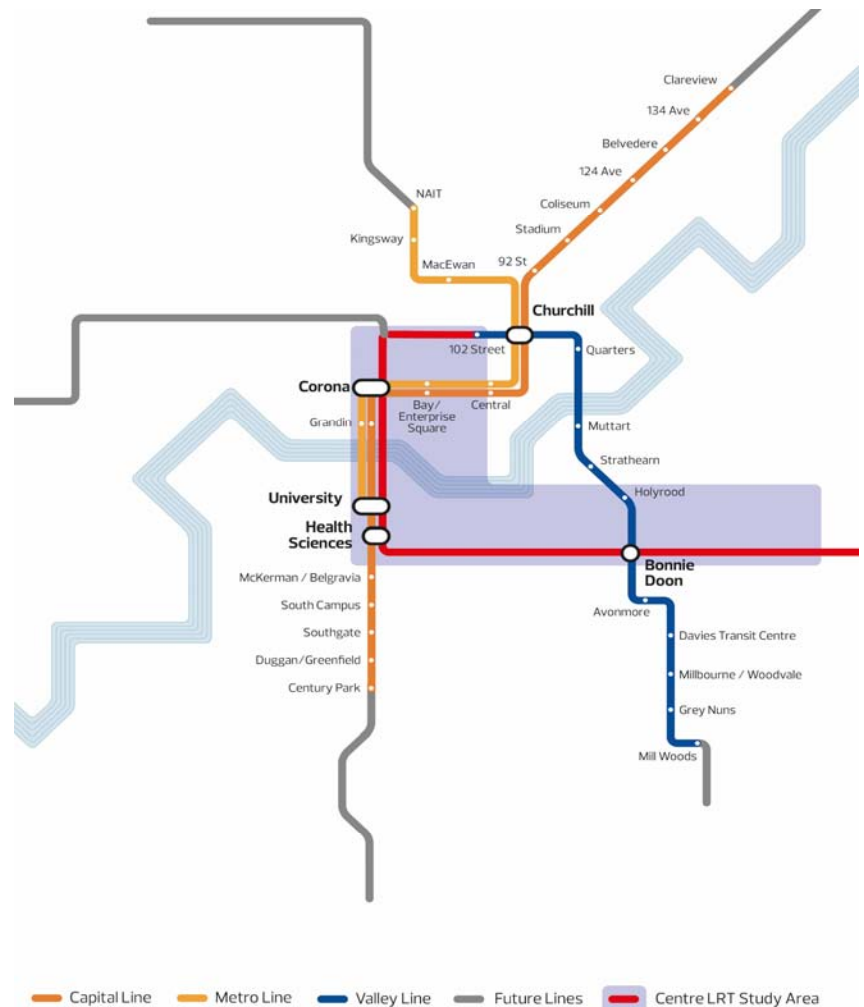 Clareview
134 Ave
Belvedere
124 Ave
Coliseum
Stadium
92 St
NAIT
Kingsway
MacEwan
Churchill
102 Street
Quarters
Corona
Bay/
Enterprise
Square
Central
Grandin
Muttart
Strathearn
Holyrood
University
Health
Sciences
Bonnie
Doon
McKerman / Belgravia
South Campus
Southgate
Duggan/Greenfield
Century Park
Avonmore
Davies Transit Centre
Millbourne / Woodvale
Grey Nuns
Mill Woods
Capital Line
Metro Line
Valley Line
Future Lines
Centre LRT Study Area